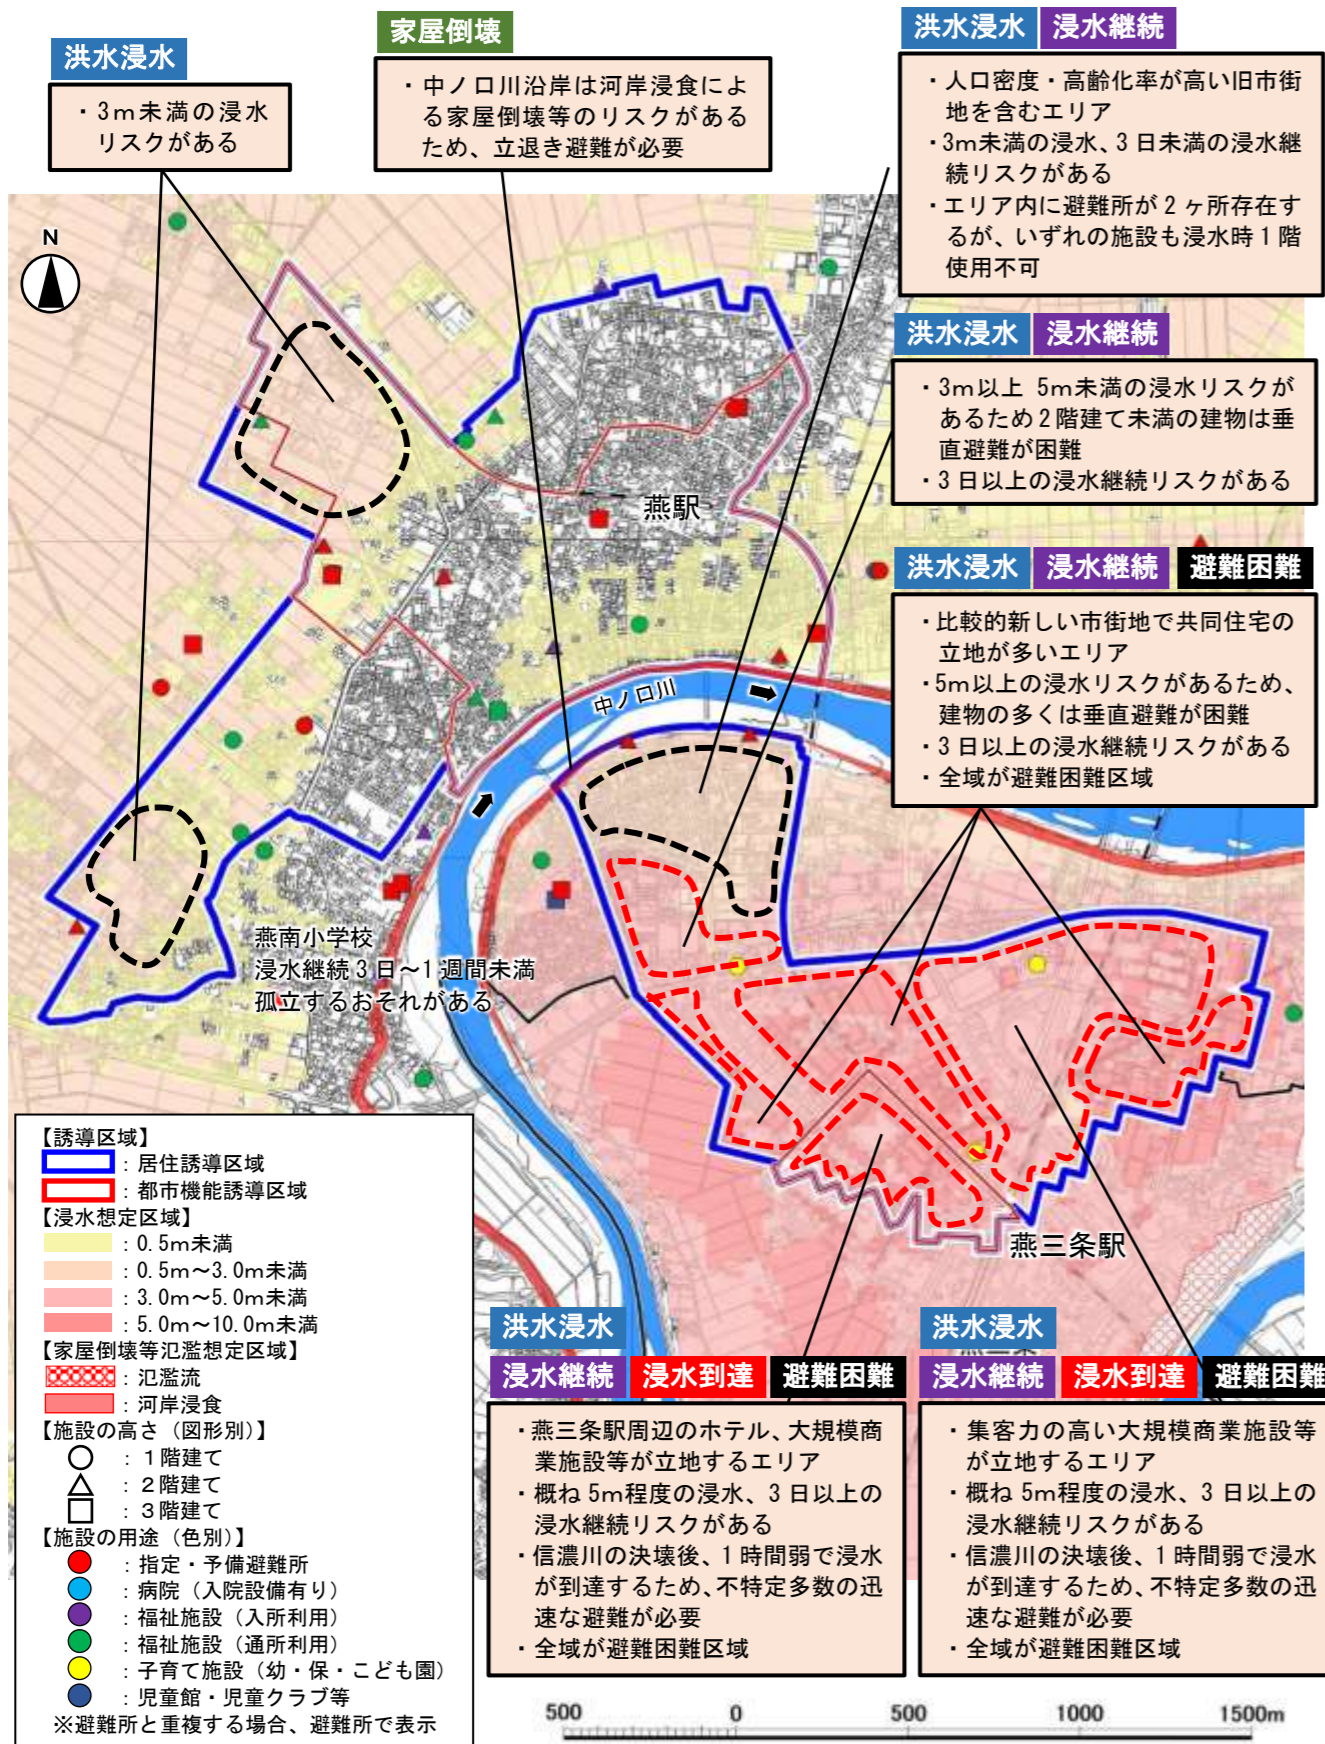 洪水浸水
・3m未満の浸水
リスクがある
家屋倒壊
・中ノ口川沿岸は河岸浸食によ
る家屋倒壊等のリスクがある
ため、立退き避難が必要
洪水浸水 浸水継続
・人口密度・高齢化率が高い旧市街
地を含むエリア
・3m未満の浸水、3日未満の浸水継
続リスクがある
・エリア内に避難所が2ヶ所存在す
るが、いずれの施設も浸水時1階
使用不可
洪水浸水 浸水継続
・3m以上 5m未満の浸水リスクが
あるため2階建て未満の建物は垂
直避難が困難
・3日以上の浸水継続リスクがある
洪水浸水 浸水継続 避難困難
・比較的新しい市街地で共同住宅の
立地が多いエリア
・5m以上の浸水リスクがあるため、
建物の多くは垂直避難が困難
・3日以上の浸水継続リスクがある
・全域が避難困難区域
N
燕駅
中ノ口川
燕南小学校
浸水継続3日～1週間未満
孤立するおそれがある
燕三条駅
【誘導区域】
：居住誘導区域
：都市機能誘導区域
【浸水想定区域】
：0.5m未満
：0.5m～3.0m未満
：3.0m～5.0m未満
：5.0m～10.0m未満
【家屋倒壊等氾濫想定区域】
：氾濫流
：河岸浸食
【施設の高さ（図形別）】
：1階建て
：2階建て
：3階建て
【施設の用途（色別）】
：指定・予備避難所
：病院（入院設備有り）
：福祉施設（入所利用）
：福祉施設（通所利用）
：子育て施設（幼・保・こども園）
：児童館・児童クラブ等
※避難所と重複する場合、避難所で表示
洪水浸水
浸水継続 浸水到達 避難困難
・燕三条駅周辺のホテル、大規模商
業施設等が立地するエリア
・概ね5m程度の浸水、3日以上の
浸水継続リスクがある
・信濃川の決壊後、1時間弱で浸水
が到達するため、不特定多数の迅
速な避難が必要
・全域が避難困難区域
洪水浸水
浸水継続 浸水到達 避難困難
・集客力の高い大規模商業施設等
が立地するエリア
・概ね5m程度の浸水、3日以上の
浸水継続リスクがある
・信濃川の決壊後、1時間弱で浸水
が到達するため、不特定多数の迅
速な避難が必要
・全域が避難困難区域
500 0 500 1000 1500m